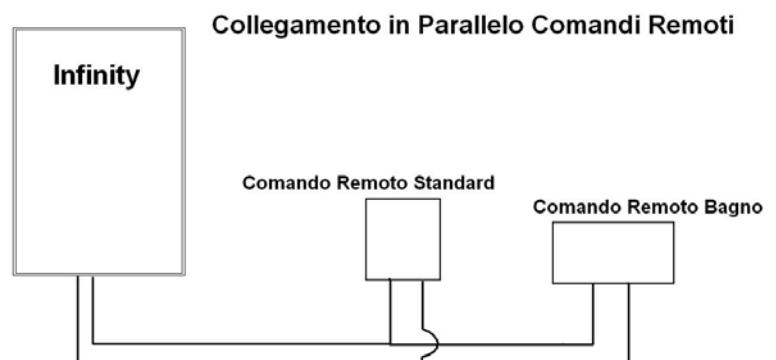 Collegamento in Parallelo Comandi Remoti
Infinity
Comando Remoto Standard
Comando Remoto Bagno